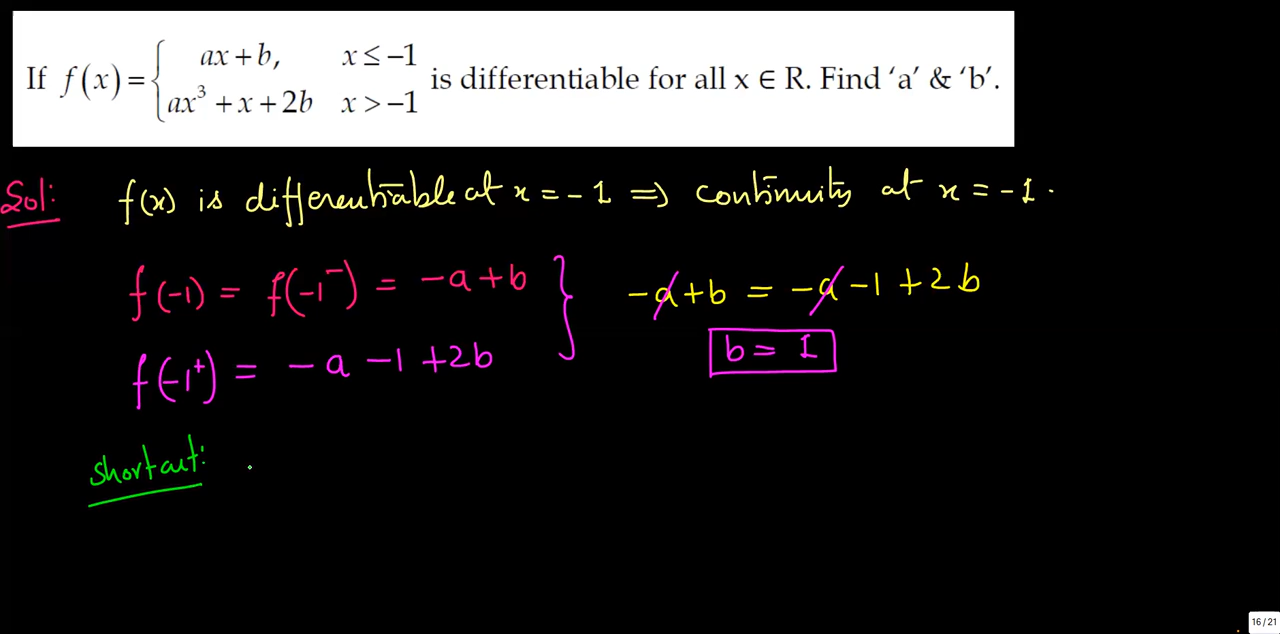 If f(x) = { ax + b, x ≤ −1
ax³ + x + 2b x > −1 is differentiable for all x ∈ R. Find 'a' & 'b'.
Sol: f(x) is differentiable at x = −1 ⇒ continuity at x = −1.
f(−1) = f(−1⁻) = −a + b } −a + b = −a − 1 + 2b
f(−1⁺) = −a − 1 + 2b
b = 1
Shortcut:
16 / 21